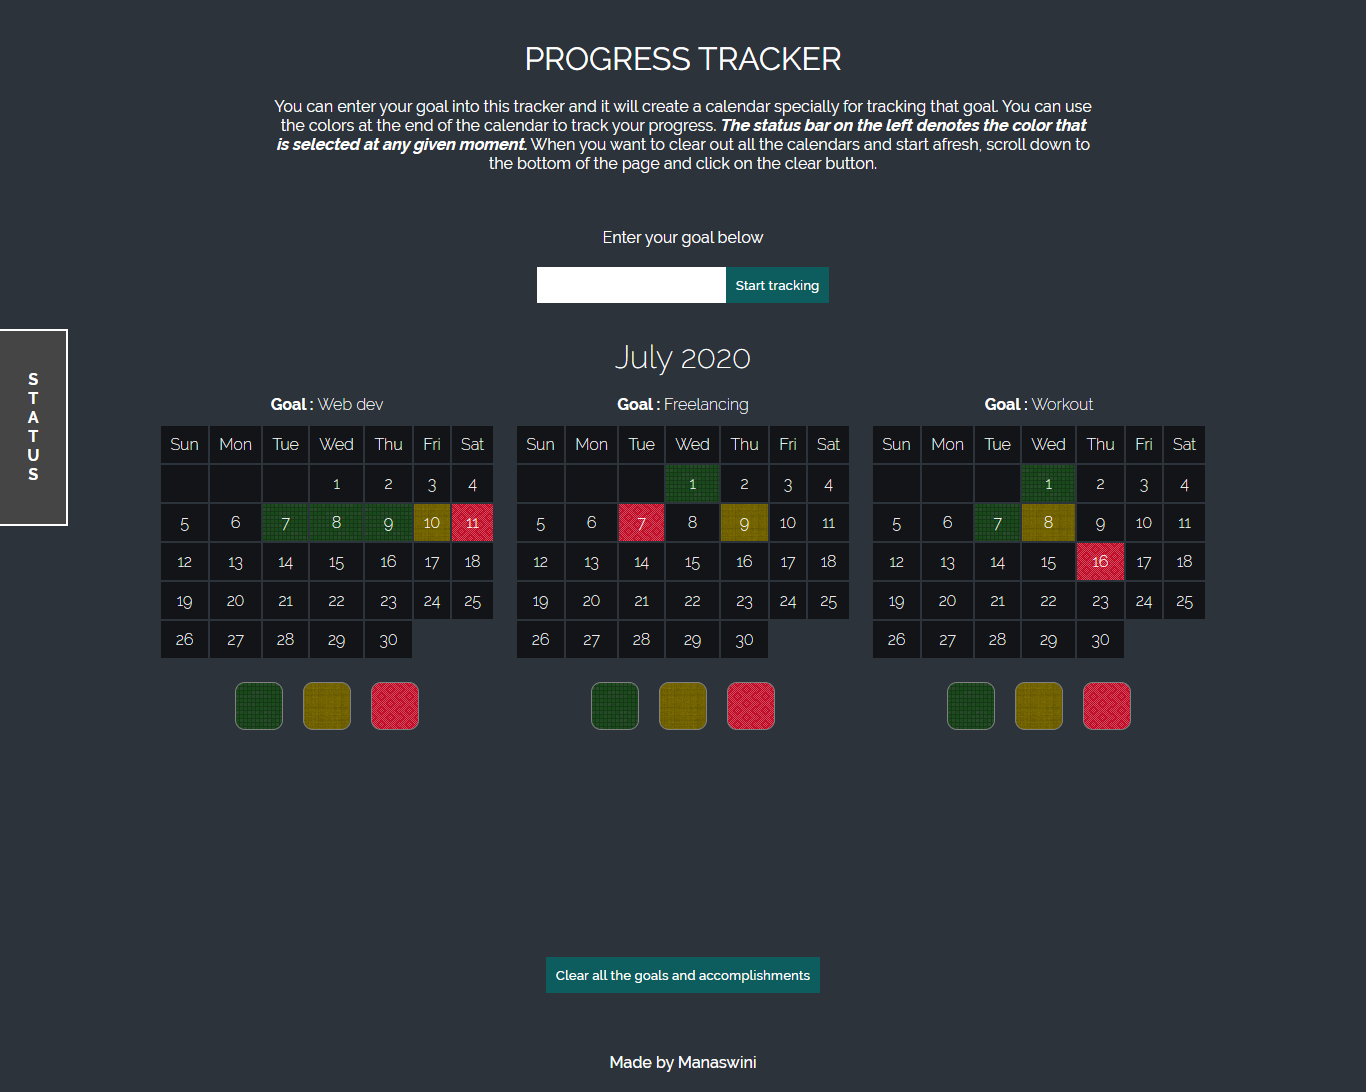 PROGRESS TRACKER
You can enter your goal into this tracker and it will create a calendar specially for tracking that goal. You can use
the colors at the end of the calendar to track your progress. The status bar on the left denotes the color that
is selected at any given moment. When you want to clear out all the calendars and start afresh, scroll down to
the bottom of the page and click on the clear button.
Enter your goal below
Start tracking
STATUS
July 2020
Goal : Web dev
Sun Mon Tue Wed Thu Fri Sat
1 2 3 4
5 6 7 8 9 10 11
12 13 14 15 16 17 18
19 20 21 22 23 24 25
26 27 28 29 30
Goal : Freelancing
Sun Mon Tue Wed Thu Fri Sat
1 2 3 4
5 6 7 8 9 10 11
12 13 14 15 16 17 18
19 20 21 22 23 24 25
26 27 28 29 30
Goal : Workout
Sun Mon Tue Wed Thu Fri Sat
1 2 3 4
5 6 7 8 9 10 11
12 13 14 15 16 17 18
19 20 21 22 23 24 25
26 27 28 29 30
Clear all the goals and accomplishments
Made by Manaswini